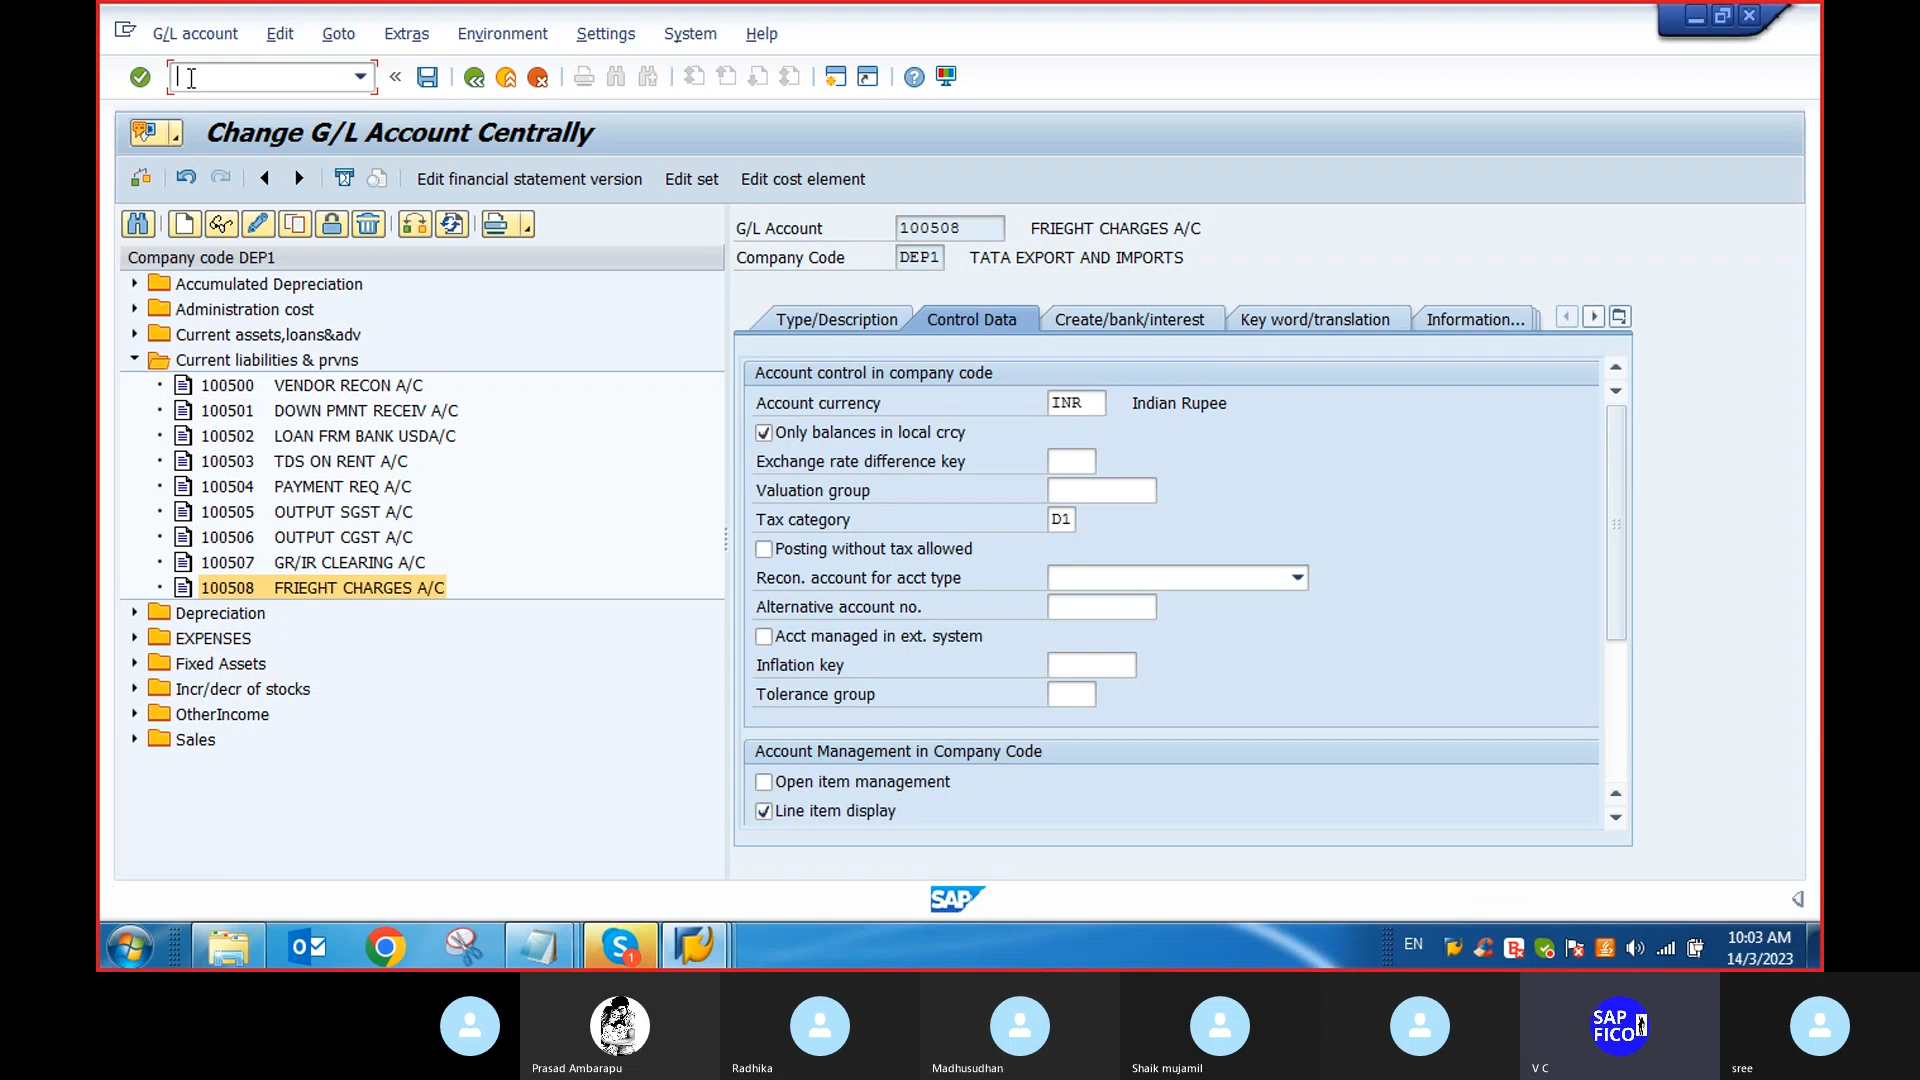 G/L account Edit Goto Extras Environment Settings System Help
Change G/L Account Centrally
Edit financial statement version Edit set Edit cost element
Company code DEP1
Accumulated Depreciation
Administration cost
Current assets,loans&adv
Current liabilities & prvns
100500 VENDOR RECON A/C
100501 DOWN PMNT RECEIV A/C
100502 LOAN FRM BANK USDA/C
100503 TDS ON RENT A/C
100504 PAYMENT REQ A/C
100505 OUTPUT SGST A/C
100506 OUTPUT CGST A/C
100507 GR/IR CLEARING A/C
100508 FRIEGHT CHARGES A/C
Depreciation
EXPENSES
Fixed Assets
Incr/decr of stocks
OtherIncome
Sales
G/L Account 100508 FRIEGHT CHARGES A/C
Company Code DEP1 TATA EXPORT AND IMPORTS
Type/Description Control Data Create/bank/interest Key word/translation Information...
Account control in company code
Account currency INR Indian Rupee
Only balances in local crcy
Exchange rate difference key
Valuation group
Tax category D1
Posting without tax allowed
Recon. account for acct type
Alternative account no.
Acct managed in ext. system
Inflation key
Tolerance group
Account Management in Company Code
Open item management
Line item display
SAP
EN
10:03 AM
14/3/2023
SAP
FICO
Prasad Ambarapu Radhika Madhusudhan Shaik mujamil V C sree